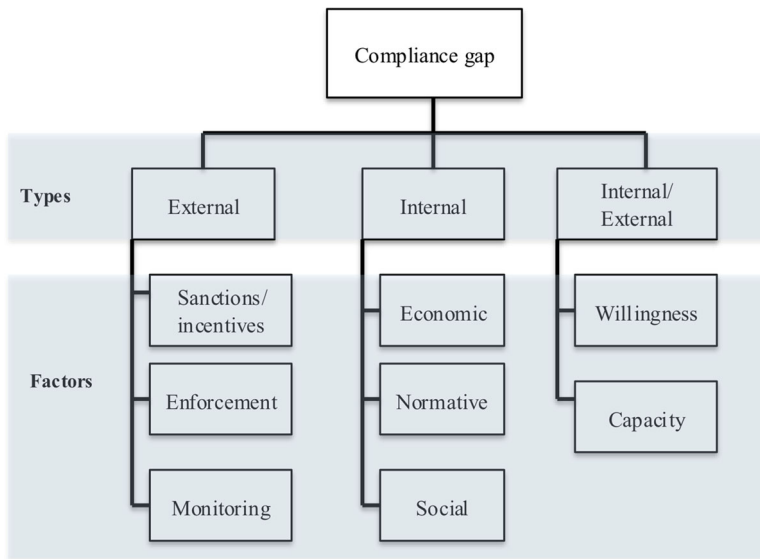 Compliance gap
Types
External
Internal
Internal/
External
Factors
Sanctions/
incentives
Economic
Willingness
Enforcement
Normative
Capacity
Monitoring
Social